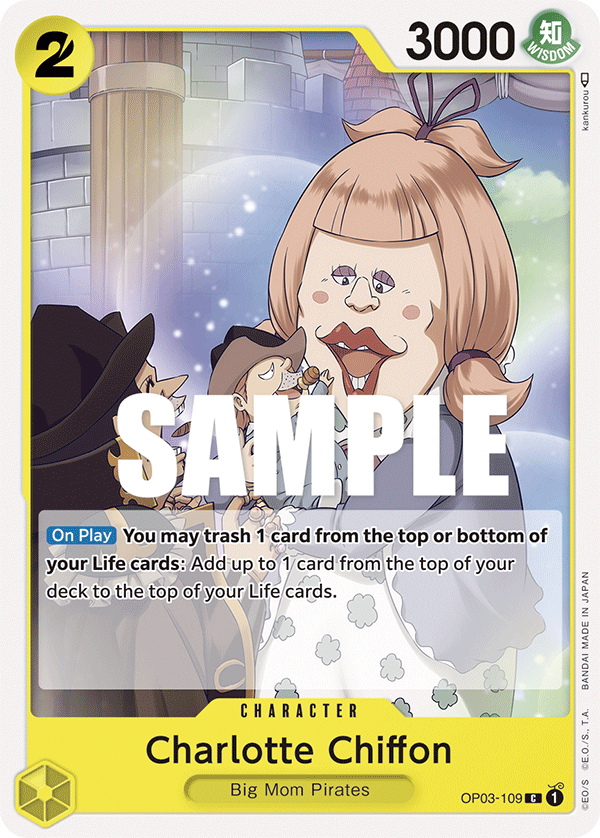 2
3000
知
WISDOM
kankurou
SAMPLE
On Play You may trash 1 card from the top or bottom of
your Life cards: Add up to 1 card from the top of your
deck to the top of your Life cards.
CHARACTER
Charlotte Chiffon
Big Mom Pirates
OP03-109 C 1
©EO/S ©E.O./S., T.A. BANDAI MADE IN JAPAN